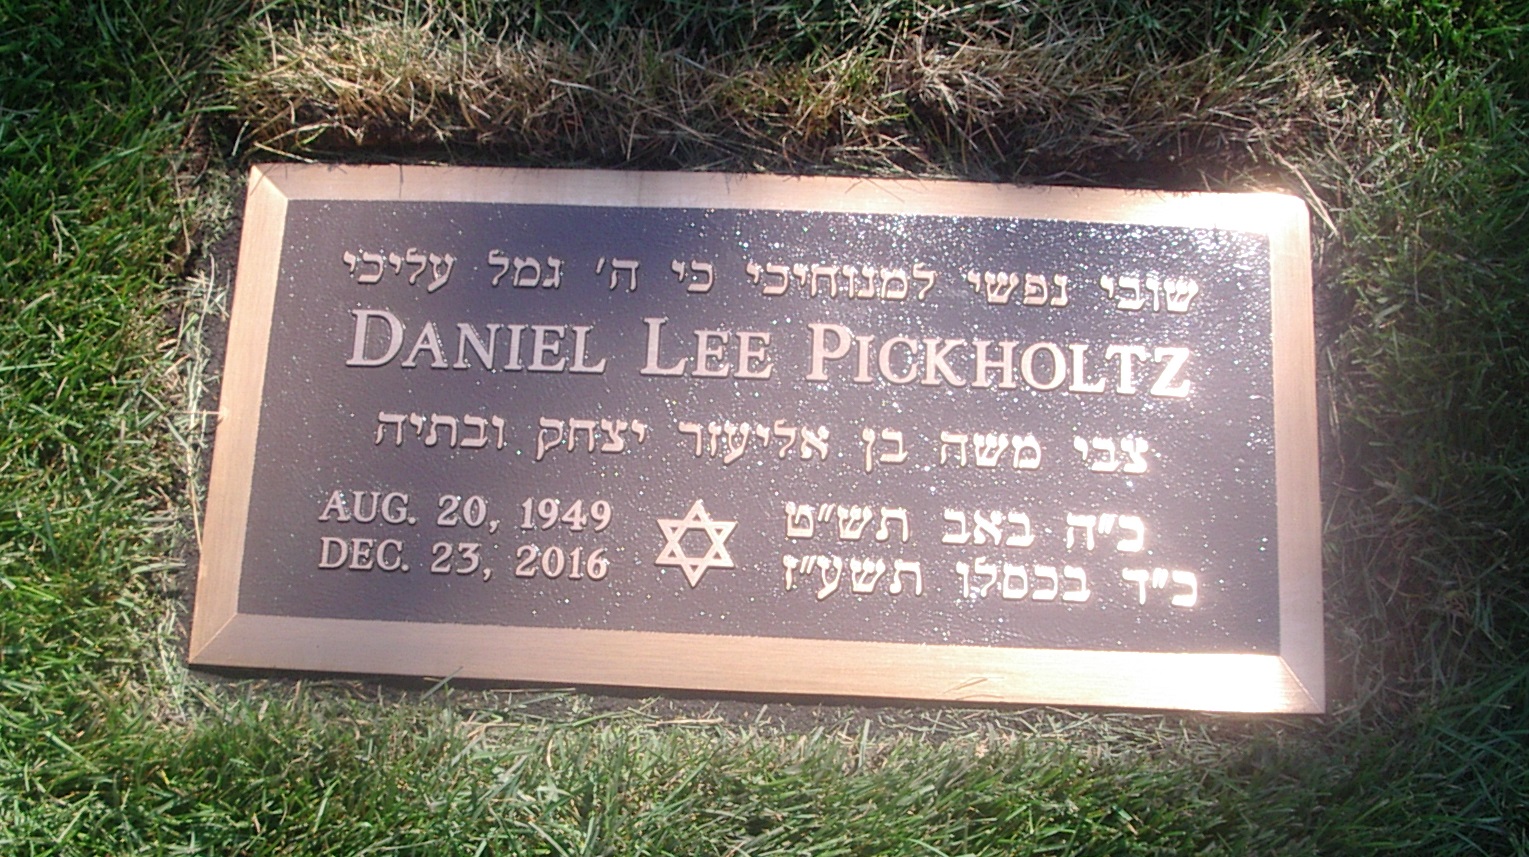 שובי נפשי למנוחיכי כי ה׳ גמל עליכי
DANIEL LEE PICKHOLTZ
צבי משה בן אליעזר יצחק ובתיה
AUG. 20, 1949
DEC. 23, 2016
כ״ה באב תש״ט
כ״ד בכסלו תשע״ז